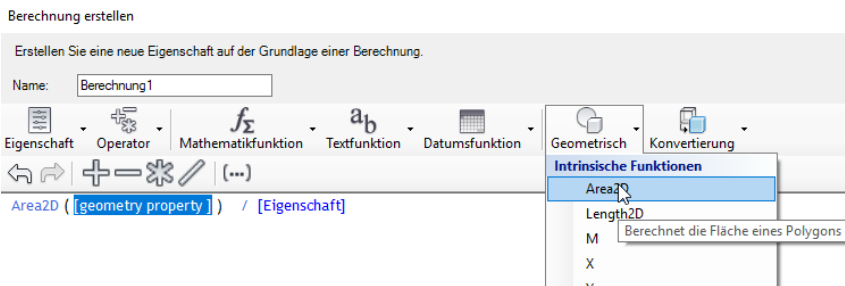 Berechnung erstellen
Erstellen Sie eine neue Eigenschaft auf der Grundlage einer Berechnung.
Name: Berechnung1
Eigenschaft Operator Mathematikfunktion Textfunktion Datumsfunktion Geometrisch Konvertierung
(...)
Intrinsische Funktionen
Area2D ( [geometry property ] ) / [Eigenschaft]
Area2D
Length2D
Berechnet die Fläche eines Polygons
M
X